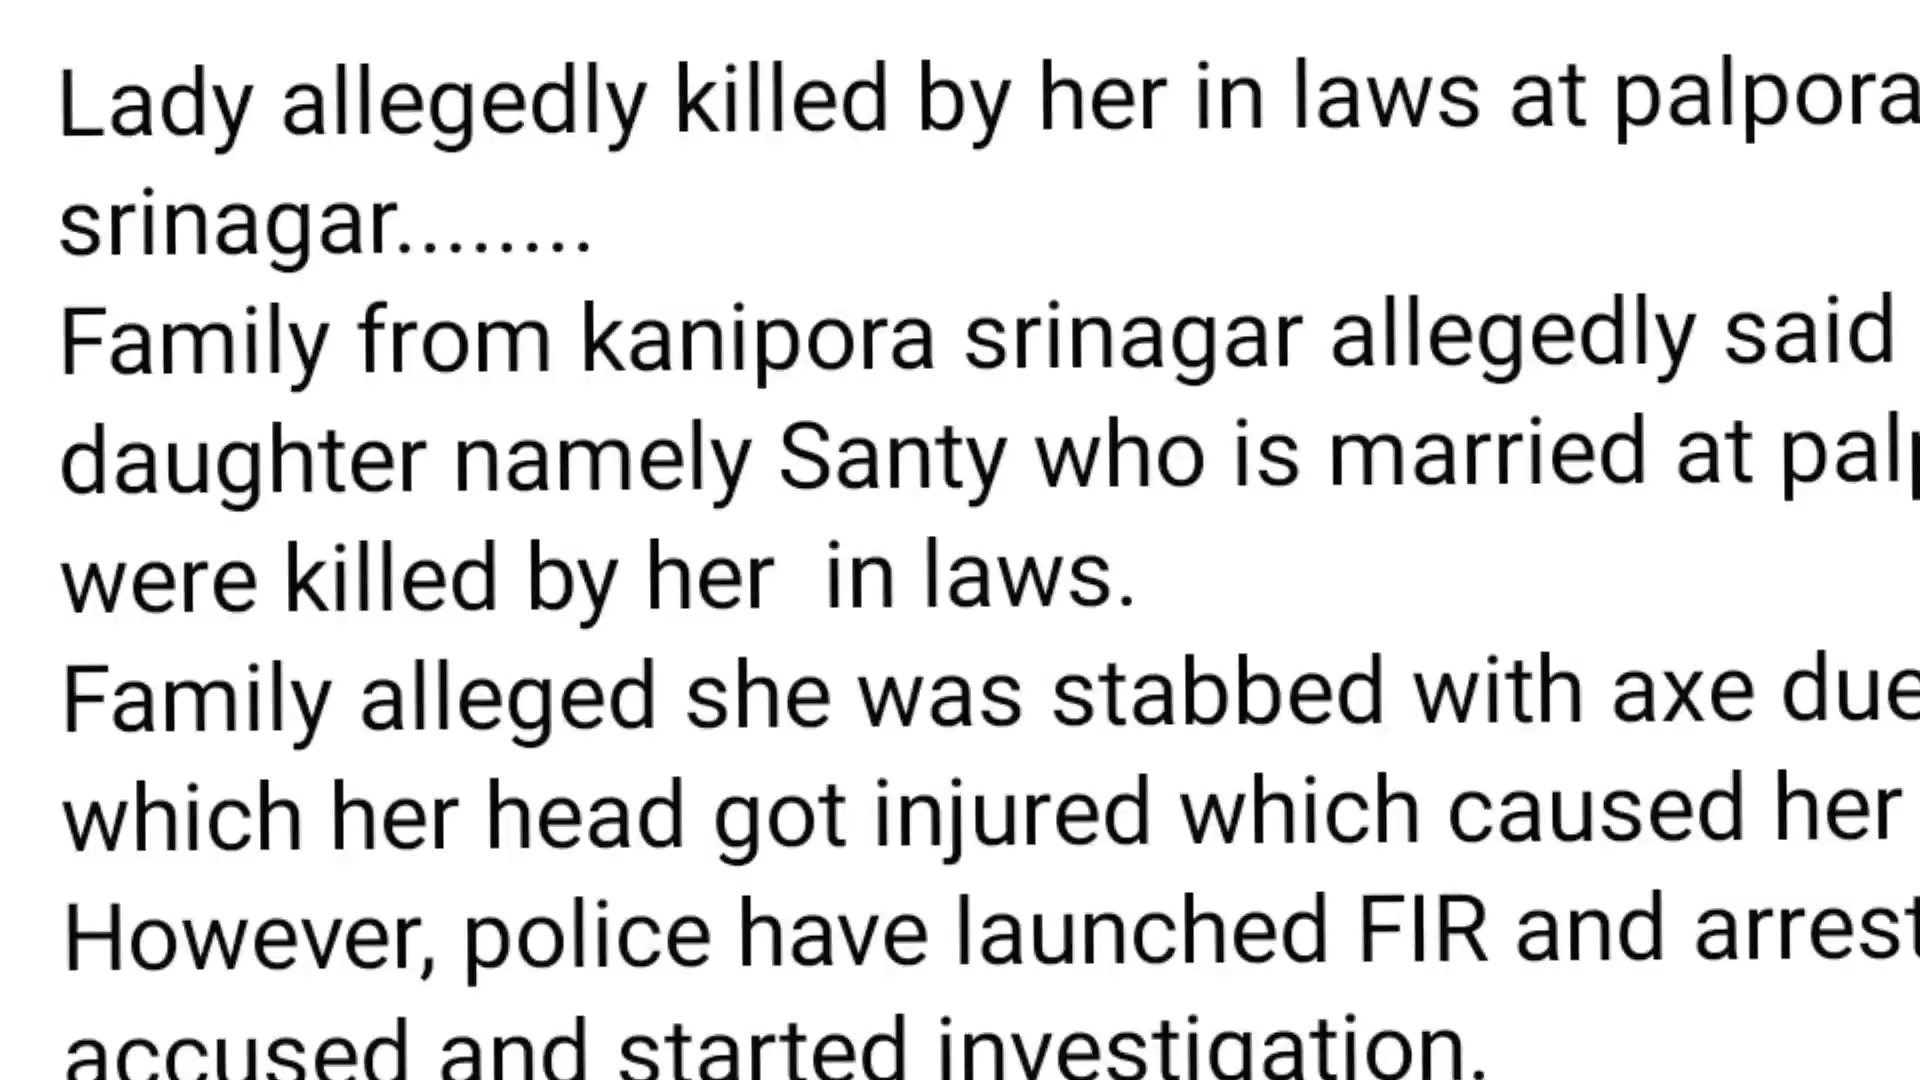 Lady allegedly killed by her in laws at palpora
srinagar........
Family from kanipora srinagar allegedly said
daughter namely Santy who is married at palp
were killed by her  in laws.
Family alleged she was stabbed with axe due
which her head got injured which caused her
However, police have launched FIR and arrest
accused and started investigation.